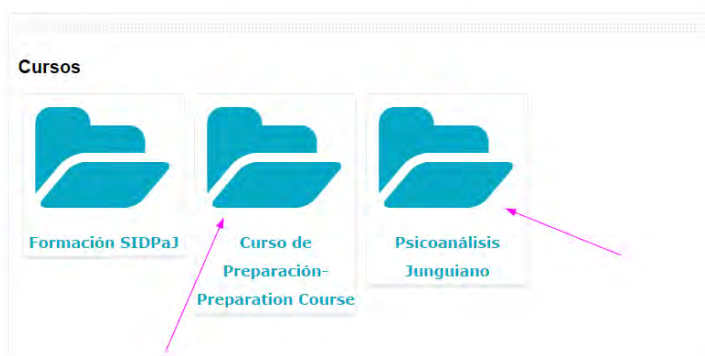 Cursos
Formación SIDPaJ
Curso de
Preparación-
Preparation Course
Psicoanálisis
Junguiano